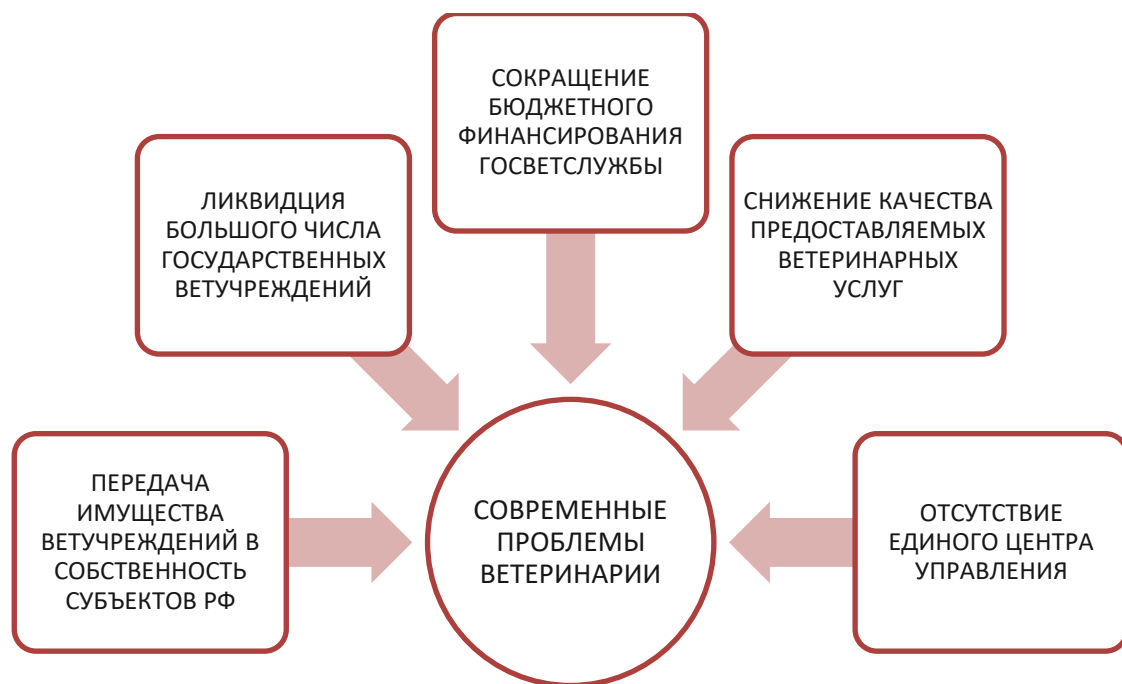 СОКРАЩЕНИЕ
БЮДЖЕТНОГО
ФИНАНСИРОВАНИЯ
ГОСВЕТСЛУЖБЫ
ЛИКВИДЦИЯ
БОЛЬШОГО ЧИСЛА
ГОСУДАРСТВЕННЫХ
ВЕТУЧРЕЖДЕНИЙ
СНИЖЕНИЕ КАЧЕСТВА
ПРЕДОСТАВЛЯЕМЫХ
ВЕТЕРИНАРНЫХ
УСЛУГ
ПЕРЕДАЧА
ИМУЩЕСТВА
ВЕТУЧРЕЖДЕНИЙ В
СОБСТВЕННОСТЬ
СУБЪЕКТОВ РФ
СОВРЕМЕННЫЕ
ПРОБЛЕМЫ
ВЕТЕРИНАРИИ
ОТСУТСТВИЕ
ЕДИНОГО ЦЕНТРА
УПРАВЛЕНИЯ